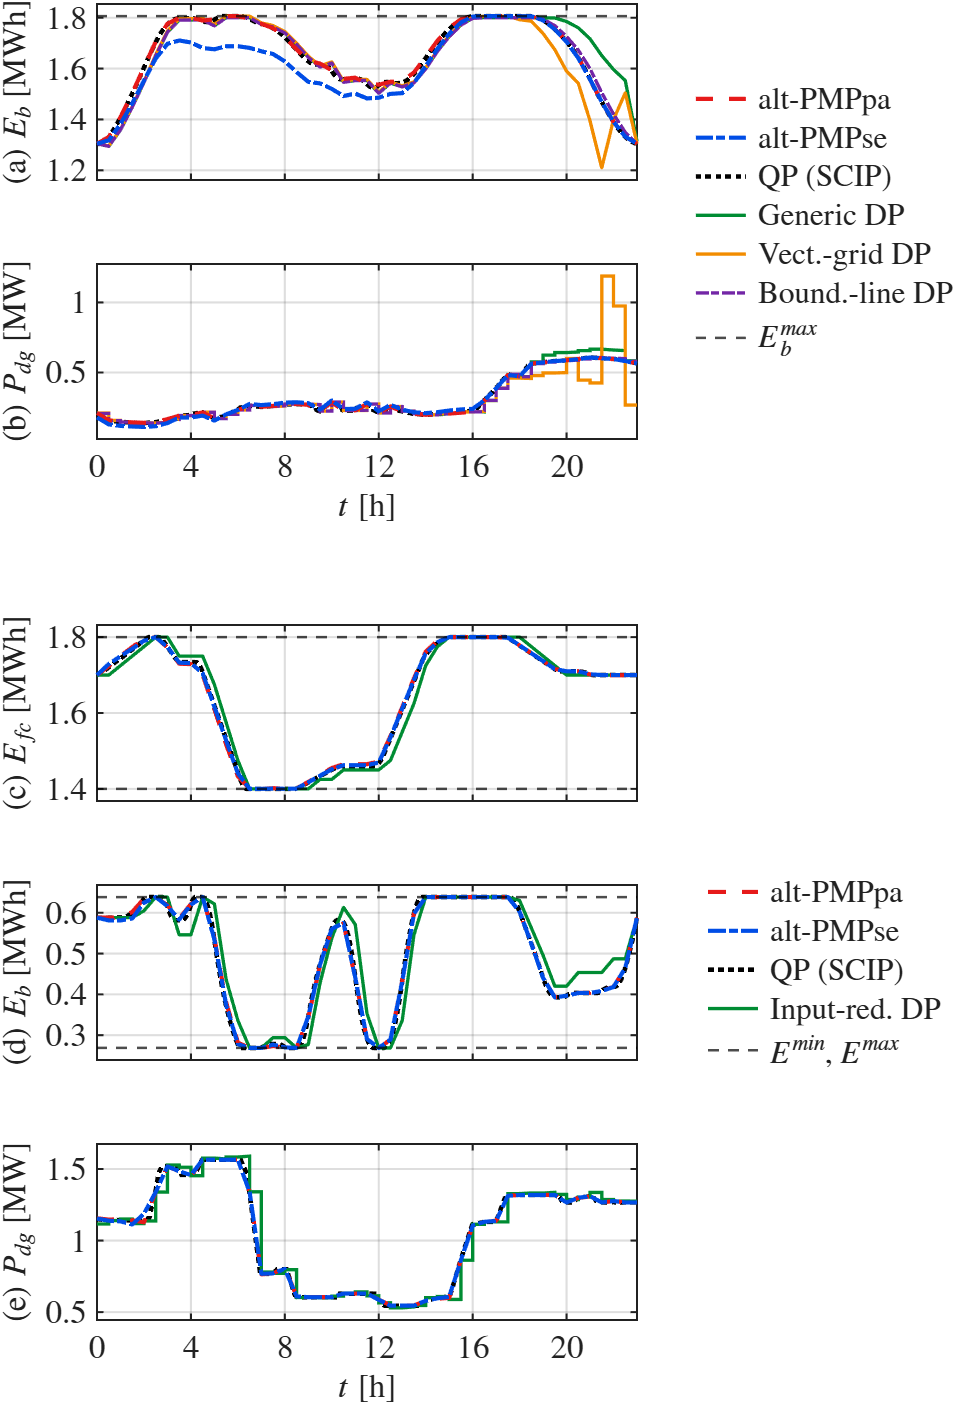 (a) E_b [MWh]
1.8
1.6
1.4
1.2
alt-PMPpa
alt-PMPse
QP (SCIP)
Generic DP
Vect.-grid DP
Bound.-line DP
E_b^max
(b) P_dg [MW]
1
0.5
0 4 8 12 16 20
t [h]
(c) E_fc [MWh]
1.8
1.6
1.4
(d) E_b [MWh]
0.6
0.5
0.4
0.3
alt-PMPpa
alt-PMPse
QP (SCIP)
Input-red. DP
E^min, E^max
(e) P_dg [MW]
1.5
1
0.5
0 4 8 12 16 20
t [h]